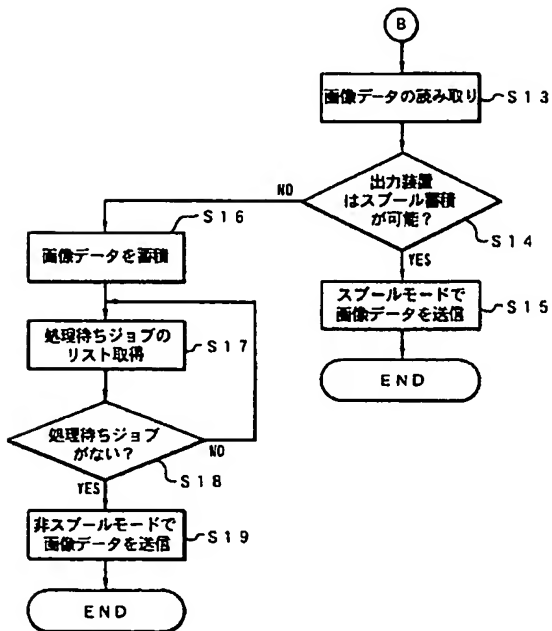 B
画像データの読み取り
S13
出力装置
はスプール蓄積
が可能?
S14
NO
YES
S16
画像データを蓄積
スプールモードで
画像データを送信
S15
END
処理待ちジョブの
リスト取得
S17
処理待ちジョブ
がない?
NO
S18
YES
非スプールモードで
画像データを送信
S19
END